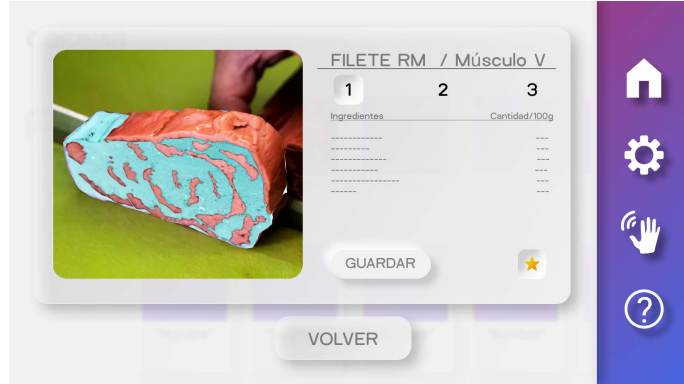 FILETE RM / Músculo V
1 2 3
Ingredientes Cantidad/100g
------------ ---
--------- ---
------------- ---
----------- ---
---------------- ---
------ ---
GUARDAR
VOLVER
?